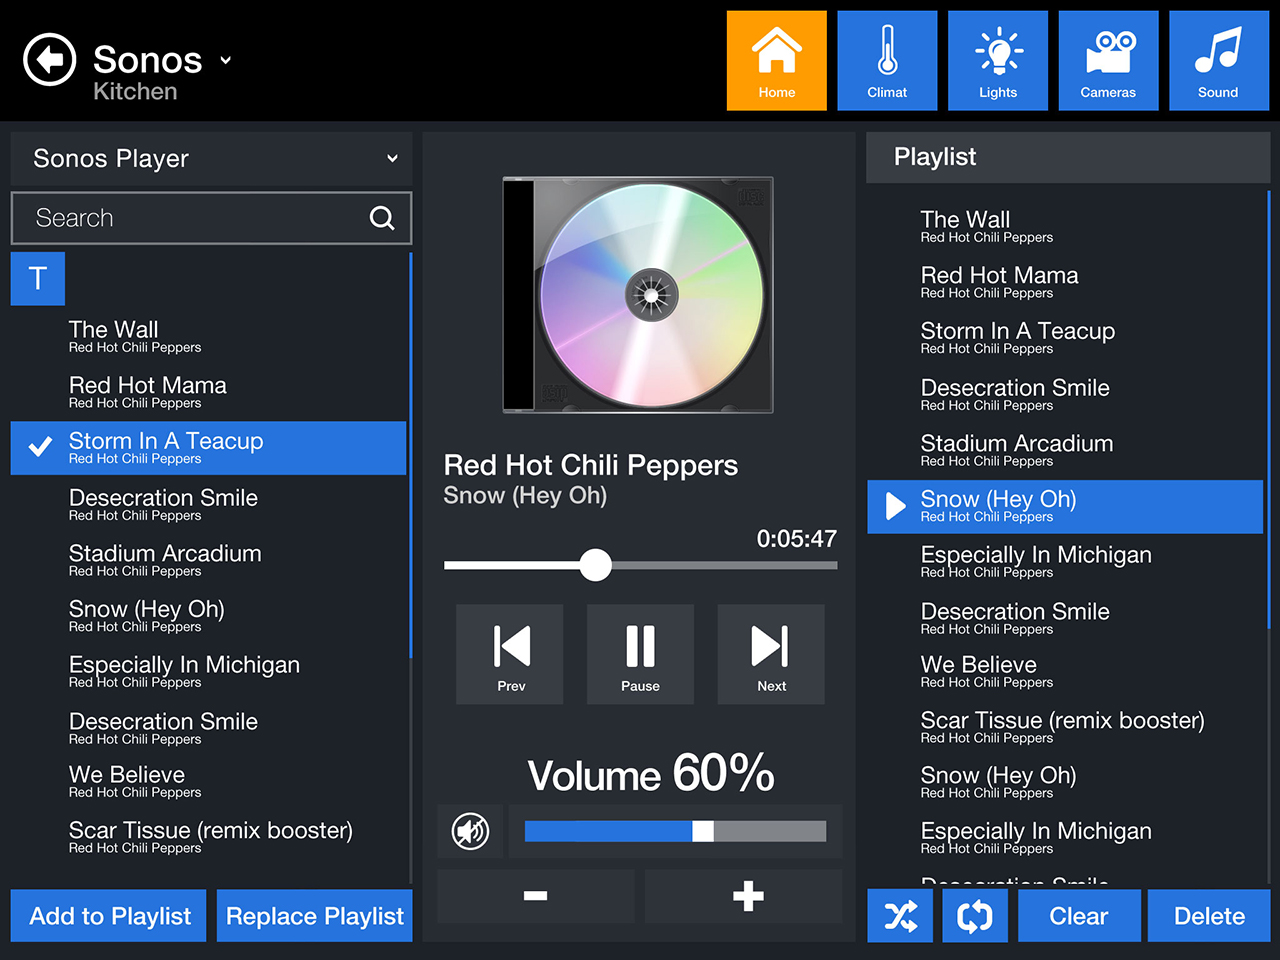 Sonos
Kitchen
Home
Climat
Lights
Cameras
Sound
Sonos Player
Search
T
The Wall
Red Hot Chili Peppers
Red Hot Mama
Red Hot Chili Peppers
Storm In A Teacup
Red Hot Chili Peppers
Desecration Smile
Red Hot Chili Peppers
Stadium Arcadium
Red Hot Chili Peppers
Snow (Hey Oh)
Red Hot Chili Peppers
Especially In Michigan
Red Hot Chili Peppers
Desecration Smile
Red Hot Chili Peppers
We Believe
Red Hot Chili Peppers
Scar Tissue (remix booster)
Red Hot Chili Peppers
Add to Playlist
Replace Playlist
Red Hot Chili Peppers
Snow (Hey Oh)
0:05:47
Prev
Pause
Next
Volume 60%
Playlist
The Wall
Red Hot Chili Peppers
Red Hot Mama
Red Hot Chili Peppers
Storm In A Teacup
Red Hot Chili Peppers
Desecration Smile
Red Hot Chili Peppers
Stadium Arcadium
Red Hot Chili Peppers
Snow (Hey Oh)
Red Hot Chili Peppers
Especially In Michigan
Red Hot Chili Peppers
Desecration Smile
Red Hot Chili Peppers
We Believe
Red Hot Chili Peppers
Scar Tissue (remix booster)
Red Hot Chili Peppers
Snow (Hey Oh)
Red Hot Chili Peppers
Especially In Michigan
Red Hot Chili Peppers
Clear
Delete